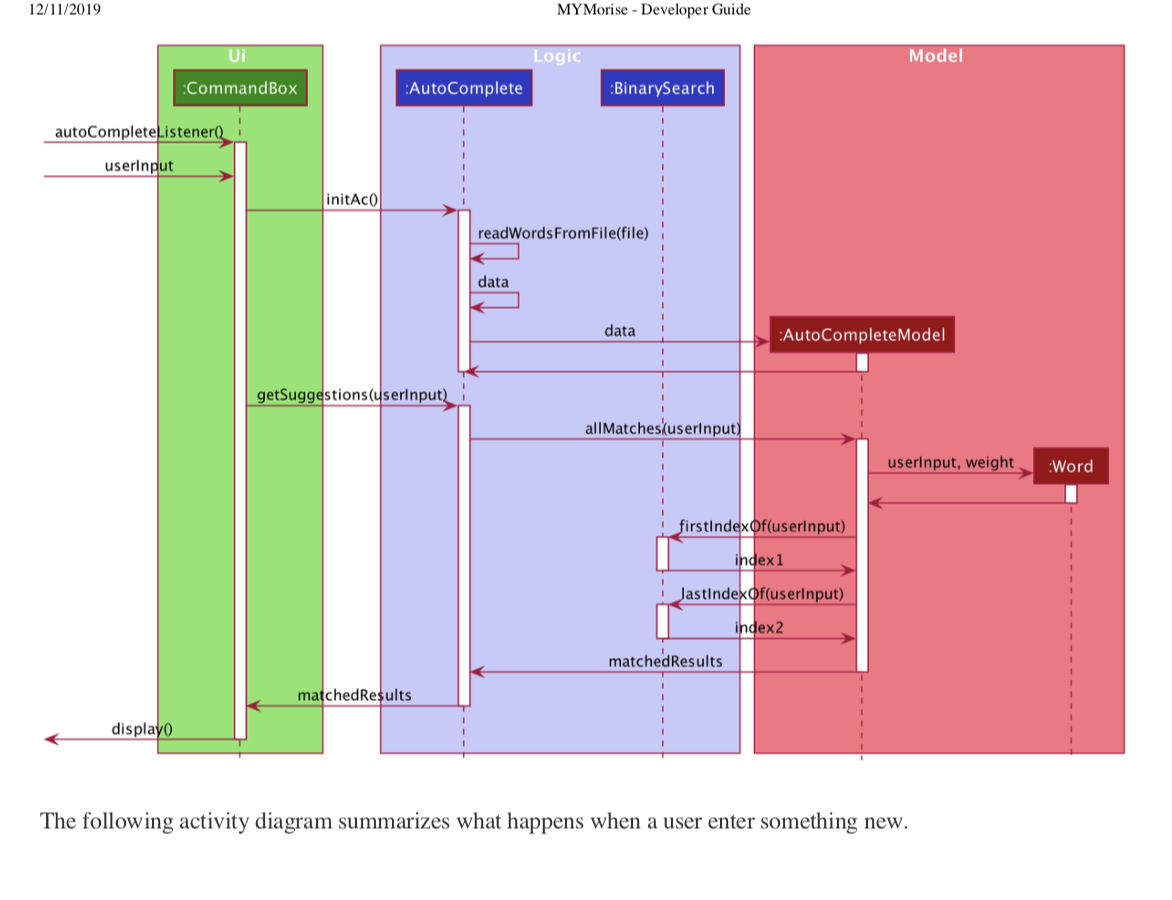 12/11/2019
MYMorise - Developer Guide
Ui
Logic
Model
:CommandBox
:AutoComplete
:BinarySearch
autoCompleteListener()
userInput
initAc()
readWordsFromFile(file)
data
data
:AutoCompleteModel
getSuggestions(userInput)
allMatches(userInput)
userInput, weight
:Word
firstIndexOf(userInput)
index1
lastIndexOf(userInput)
index2
matchedResults
matchedResults
display()
The following activity diagram summarizes what happens when a user enter something new.